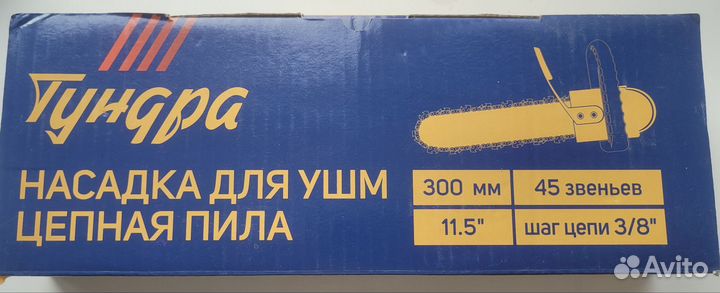 Тундра
НАСАДКА ДЛЯ УШМ
ЦЕПНАЯ ПИЛА
300 мм
45 звеньев
11.5"
шаг цепи 3/8"
Avito